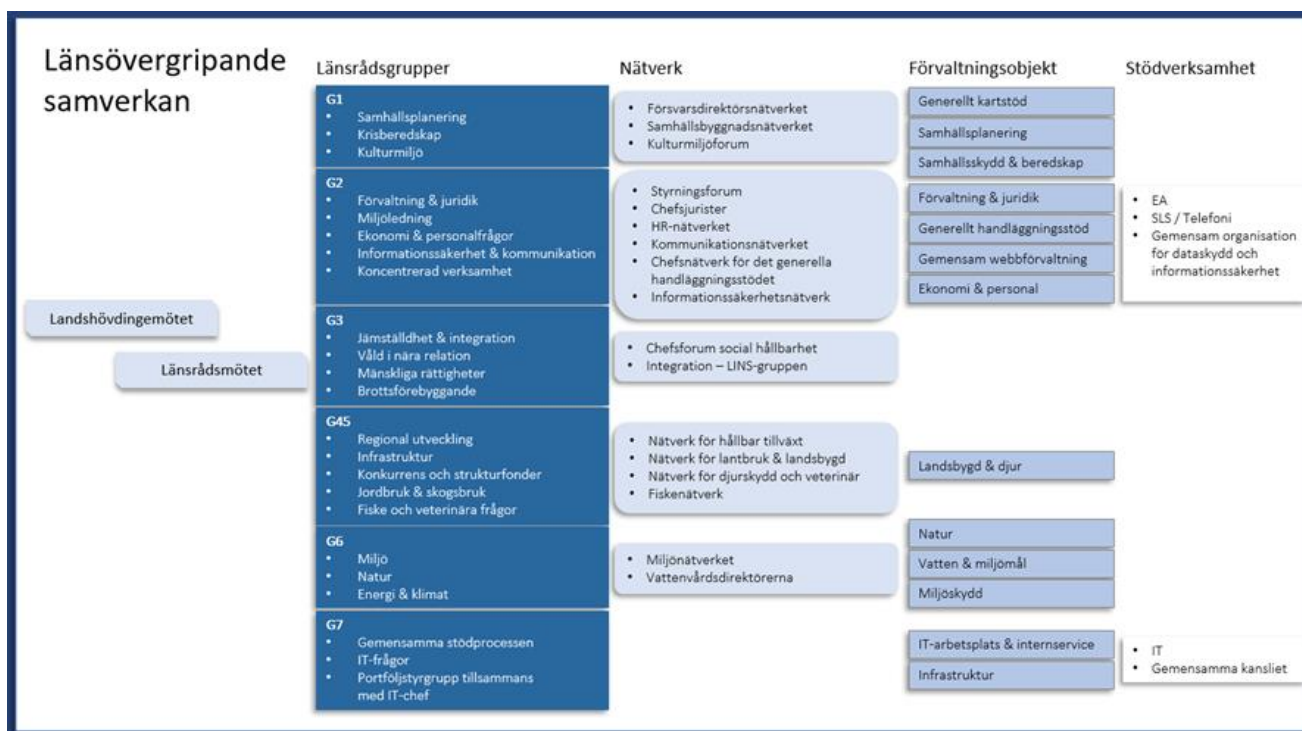 Länsövergripande
samverkan
Länsrådsgrupper
Nätverk
Förvaltningsobjekt
Stödverksamhet
Landshövdingemötet
Länsrådsmötet
G1
• Samhällsplanering
• Krisberedskap
• Kulturmiljö
• Försvarsdirektörsnätverket
• Samhällsbyggnadsnätverket
• Kulturmiljöforum
Generellt kartstöd
Samhällsplanering
Samhällsskydd & beredskap
G2
• Förvaltning & juridik
• Miljöledning
• Ekonomi & personalfrågor
• Informationssäkerhet & kommunikation
• Koncentrerad verksamhet
• Styrningsforum
• Chefsjurister
• HR-nätverket
• Kommunikationsnätverket
• Chefsnätverk för det generella
handläggningsstödet
• Informationssäkerhetsnätverk
Förvaltning & juridik
Generellt handläggningsstöd
Gemensam webbförvaltning
Ekonomi & personal
• EA
• SLS / Telefoni
• Gemensam organisation
för dataskydd och
informationssäkerhet
G3
• Jämställdhet & integration
• Våld i nära relation
• Mänskliga rättigheter
• Brottsförebyggande
• Chefsforum social hållbarhet
• Integration – LINS-gruppen
G45
• Regional utveckling
• Infrastruktur
• Konkurrens och strukturfonder
• Jordbruk & skogsbruk
• Fiske och veterinära frågor
• Nätverk för hållbar tillväxt
• Nätverk för lantbruk & landsbygd
• Nätverk för djurskydd och veterinär
• Fiskenätverk
Landsbygd & djur
G6
• Miljö
• Natur
• Energi & klimat
• Miljönätverket
• Vattenvårdsdirektörerna
Natur
Vatten & miljömål
Miljöskydd
G7
• Gemensamma stödprocessen
• IT-frågor
• Portföljstyrgrupp tillsammans
med IT-chef
IT-arbetsplats & internservice
Infrastruktur
• IT
• Gemensamma kansliet